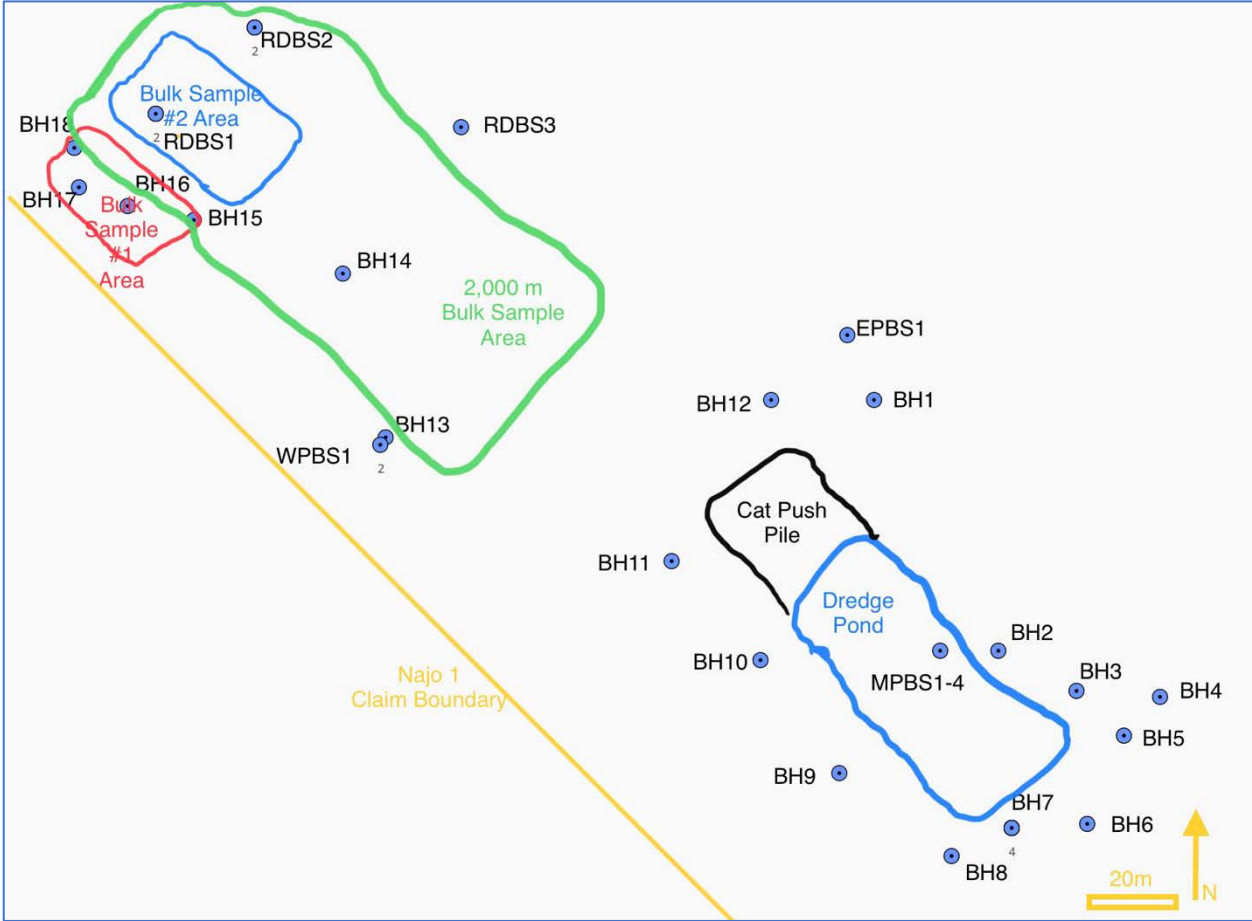 RDBS2
2
Bulk Sample
#2 Area
BH18
2
RDBS1
RDBS3
BH16
BH17
Bulk
Sample
#1
Area
BH15
BH14
2,000 m
Bulk Sample
Area
EPBS1
BH12
BH1
BH13
WPBS1
2
Cat Push
Pile
BH11
Dredge
Pond
BH2
BH10
MPBS1-4
BH3
BH4
Najo 1
Claim Boundary
BH5
BH9
BH7
4
BH6
BH8
20m
N